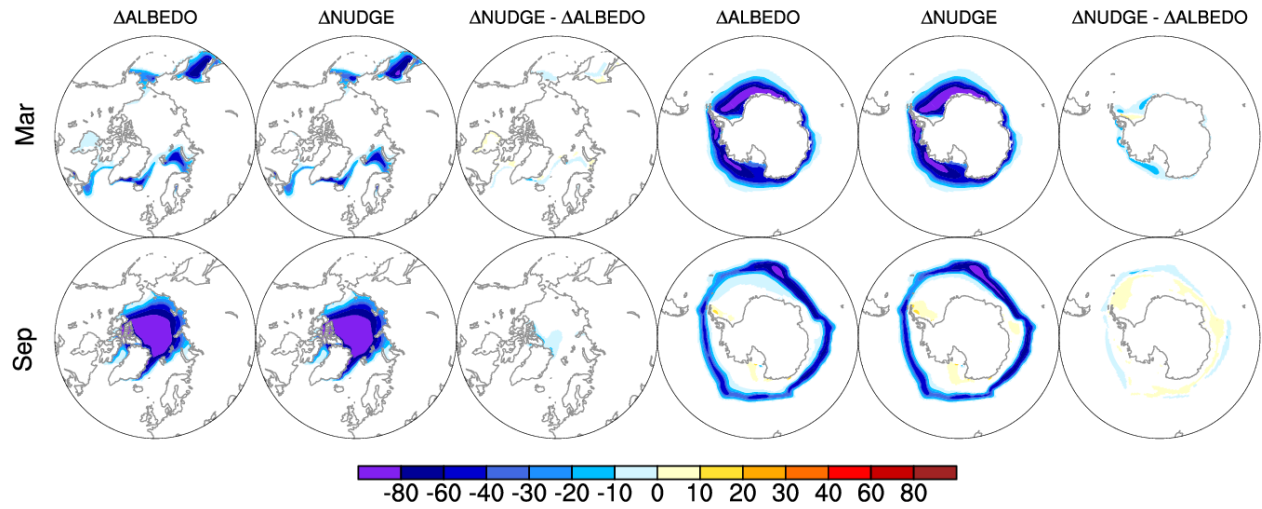 ΔALBEDO ΔNUDGE ΔNUDGE - ΔALBEDO ΔALBEDO ΔNUDGE ΔNUDGE - ΔALBEDO
Mar
Sep
-80 -60 -40 -30 -20 -10 0 10 20 30 40 60 80